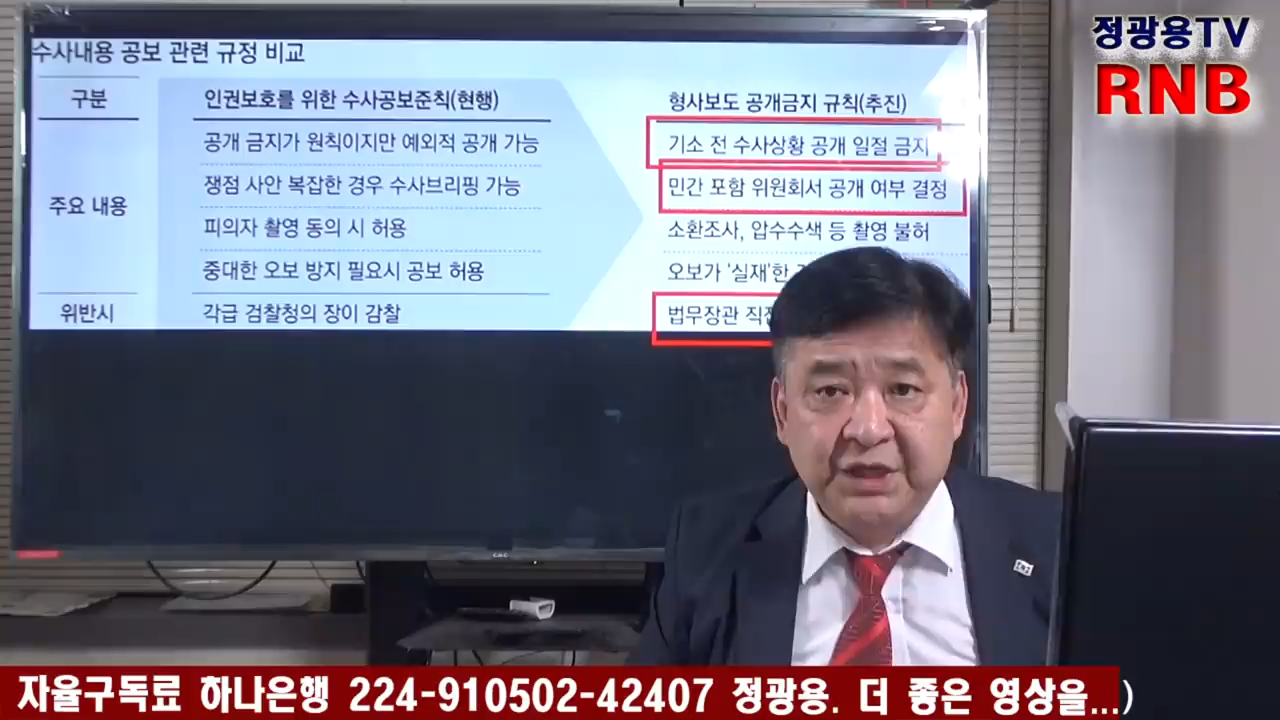 정광용TV
RNB
수사내용 공보 관련 규정 비교
구분
인권보호를 위한 수사공보준칙(현행)
형사보도 공개금지 규칙(추진)
주요 내용
공개 금지가 원칙이지만 예외적 공개 가능
기소 전 수사상황 공개 일절 금지
쟁점 사안 복잡한 경우 수사브리핑 가능
민간 포함 위원회서 공개 여부 결정
피의자 촬영 동의 시 허용
소환조사, 압수수색 등 촬영 불허
중대한 오보 방지 필요시 공보 허용
오보가 '실재'한
위반시
각급 검찰청의 장이 감찰
법무장관
자율구독료 하나은행 224-910502-42407 정광용. 더 좋은 영상을...)